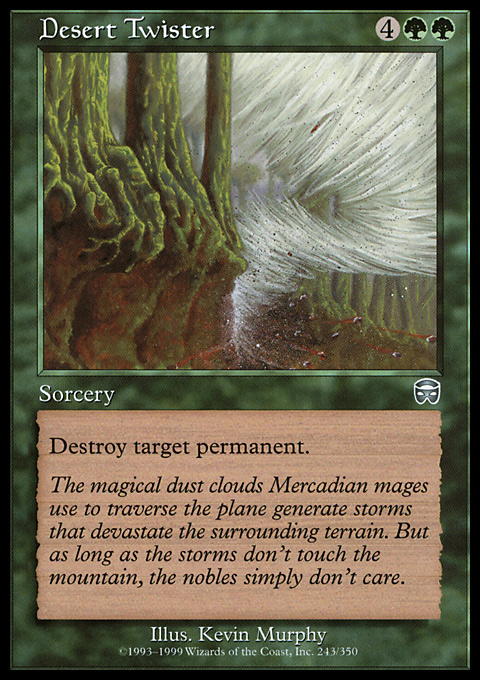 Desert Twister 4
Sorcery
Destroy target permanent.
The magical dust clouds Mercadian mages
use to traverse the plane generate storms
that devastate the surrounding terrain. But
as long as the storms don't touch the
mountain, the nobles simply don't care.
Illus. Kevin Murphy
©1993–1999 Wizards of the Coast, Inc. 243/350